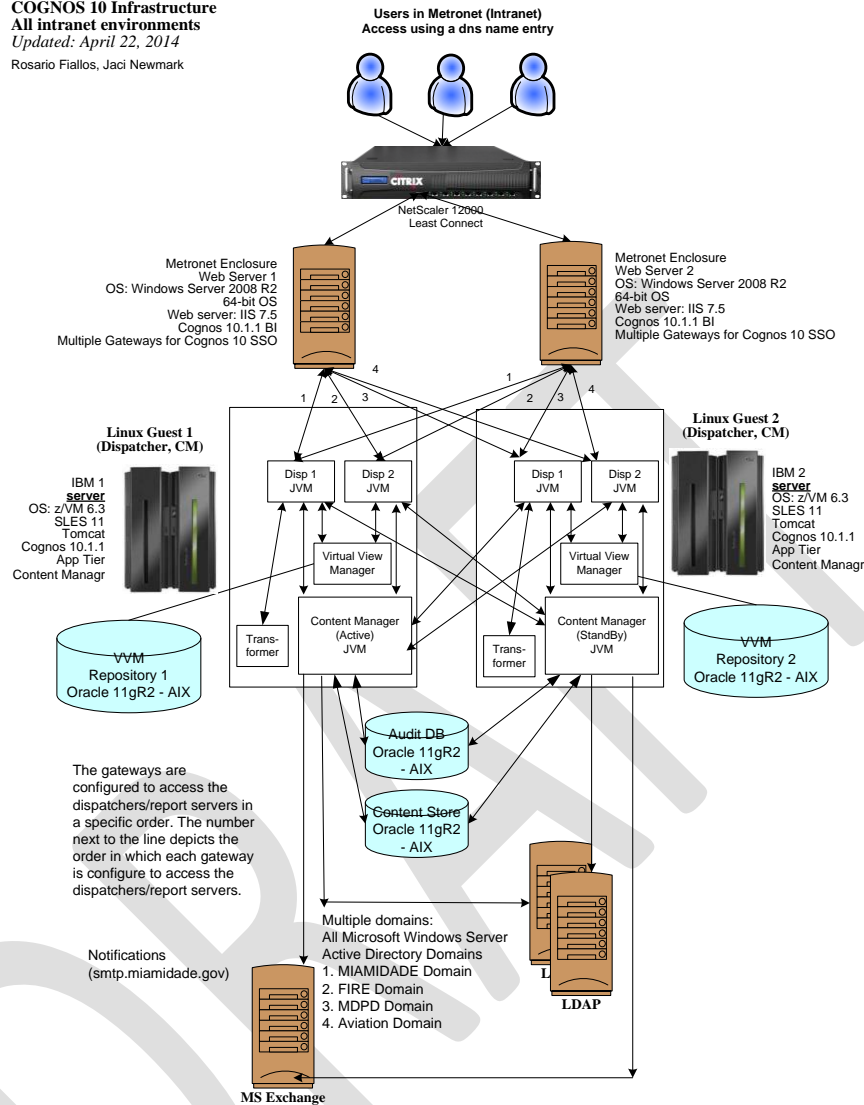 COGNOS 10 Infrastructure
All intranet environments
Updated: April 22, 2014
Rosario Fiallos, Jaci Newmark
Users in Metronet (Intranet)
Access using a dns name entry
CITRIX
NetScaler 12000
Least Connect
Metronet Enclosure
Web Server 1
OS: Windows Server 2008 R2
64-bit OS
Web server: IIS 7.5
Cognos 10.1.1 BI
Multiple Gateways for Cognos 10 SSO
Metronet Enclosure
Web Server 2
OS: Windows Server 2008 R2
64-bit OS
Web server: IIS 7.5
Cognos 10.1.1 BI
Multiple Gateways for Cognos 10 SSO
1
2
3
4
1
2
3
4
Linux Guest 1
(Dispatcher, CM)
IBM 1
server
OS: z/VM 6.3
SLES 11
Tomcat
Cognos 10.1.1
App Tier
Content Managr
Disp 1
JVM
Disp 2
JVM
Virtual View
Manager
Content Manager
(Active)
JVM
Trans-
former
Disp 1
JVM
Disp 2
JVM
Virtual View
Manager
Content Manager
(StandBy)
JVM
Trans-
former
Linux Guest 2
(Dispatcher, CM)
IBM 2
server
OS: z/VM 6.3
SLES 11
Tomcat
Cognos 10.1.1
App Tier
Content Managr
VVM
Repository 1
Oracle 11gR2 - AIX
VVM
Repository 2
Oracle 11gR2 - AIX
Audit DB
Oracle 11gR2
- AIX
Content Store
Oracle 11gR2
- AIX
The gateways are
configured to access the
dispatchers/report servers in
a specific order. The number
next to the line depicts the
order in which each gateway
is configure to access the
dispatchers/report servers.
Notifications
(smtp.miamidade.gov)
Multiple domains:
All Microsoft Windows Server
Active Directory Domains
1. MIAMIDADE Domain
2. FIRE Domain
3. MDPD Domain
4. Aviation Domain
L
LDAP
MS Exchange
DRAFT